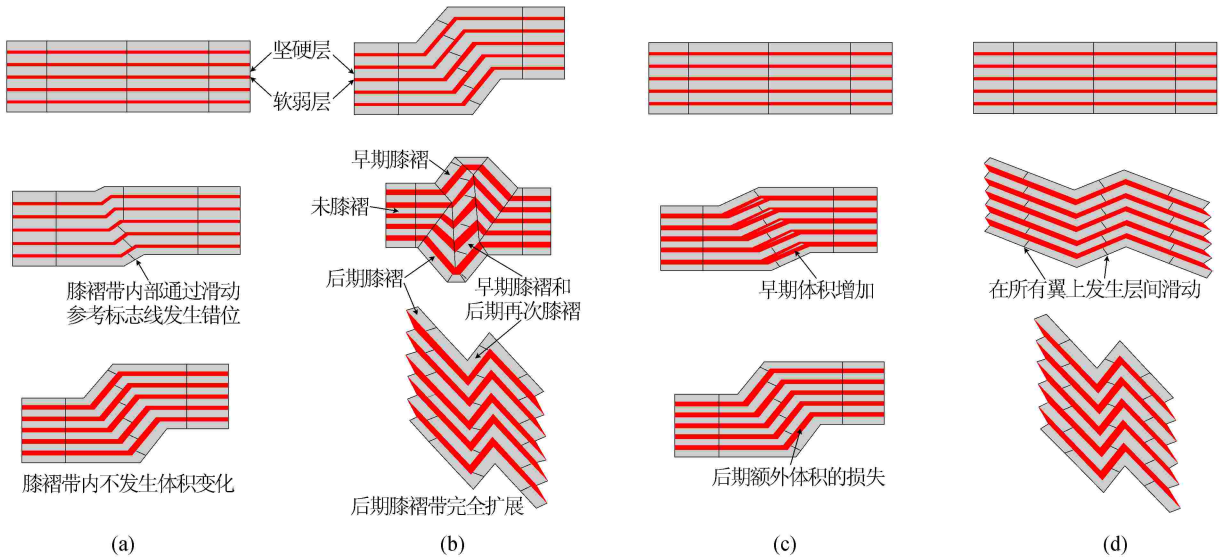 坚硬层
软弱层
膝褶带内部通过滑动
参考标志线发生错位
膝褶带内不发生体积变化
早期膝褶
未膝褶
后期膝褶
早期膝褶和
后期再次膝褶
后期膝褶带完全扩展
早期体积增加
后期额外体积的损失
在所有翼上发生层间滑动
(a)
(b)
(c)
(d)